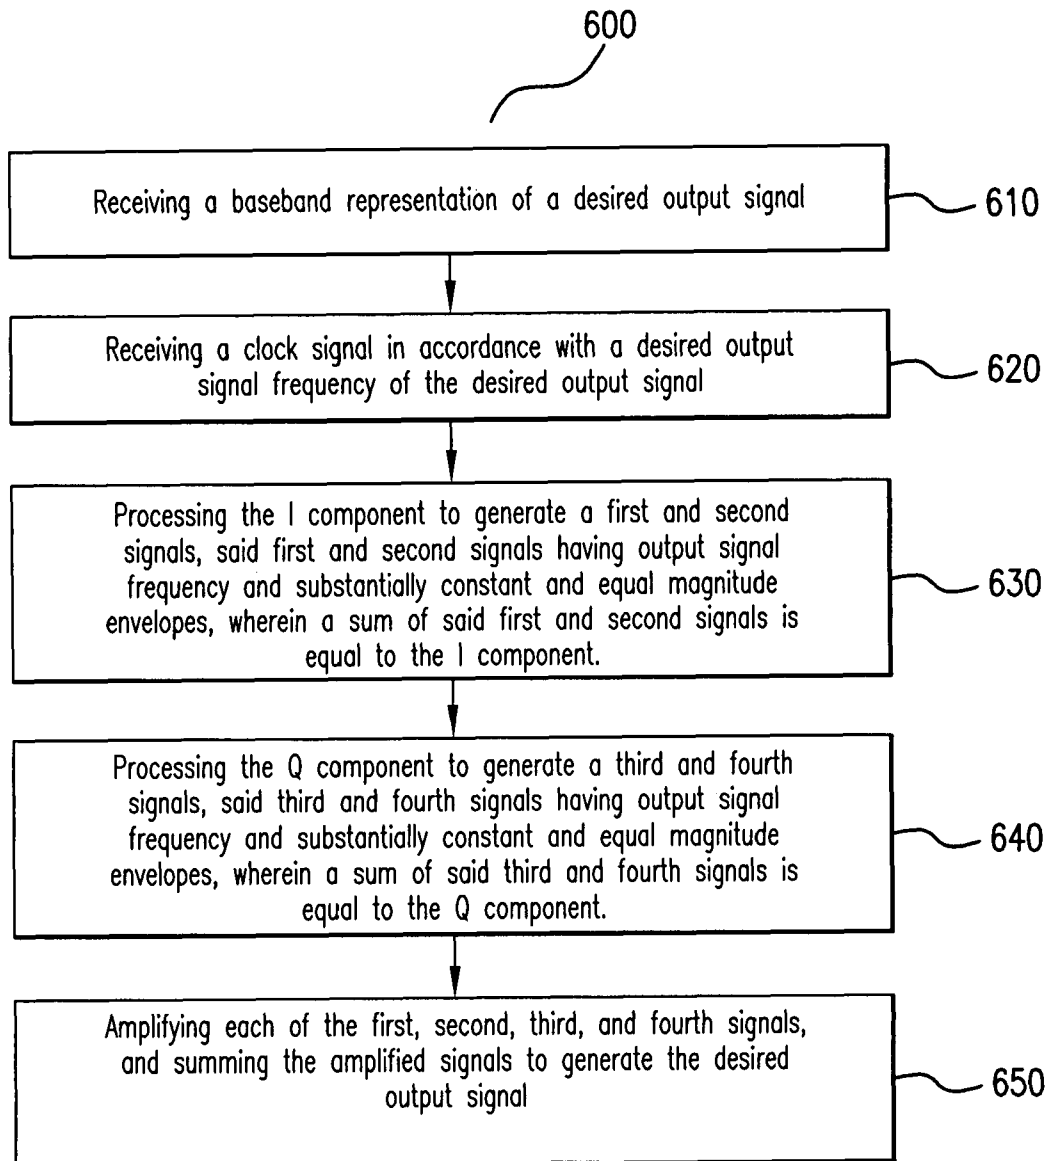 600
Receiving a baseband representation of a desired output signal
610
Receiving a clock signal in accordance with a desired output
signal frequency of the desired output signal
620
Processing the I component to generate a first and second
signals, said first and second signals having output signal
frequency and substantially constant and equal magnitude
envelopes, wherein a sum of said first and second signals is
equal to the I component.
630
Processing the Q component to generate a third and fourth
signals, said third and fourth signals having output signal
frequency and substantially constant and equal magnitude
envelopes, wherein a sum of said third and fourth signals is
equal to the Q component.
640
Amplifying each of the first, second, third, and fourth signals,
and summing the amplified signals to generate the desired
output signal
650